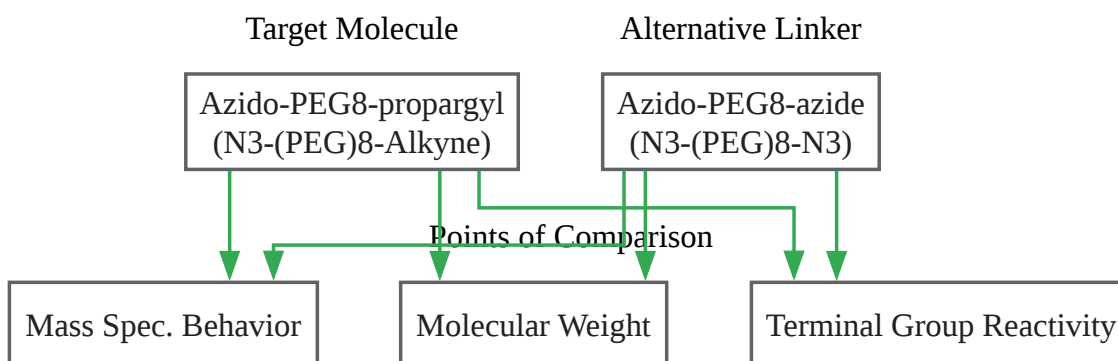 Target Molecule
Alternative Linker
Azido-PEG8-propargyl
(N3-(PEG)8-Alkyne)
Azido-PEG8-azide
(N3-(PEG)8-N3)
Points of Comparison
Mass Spec. Behavior
Molecular Weight
Terminal Group Reactivity